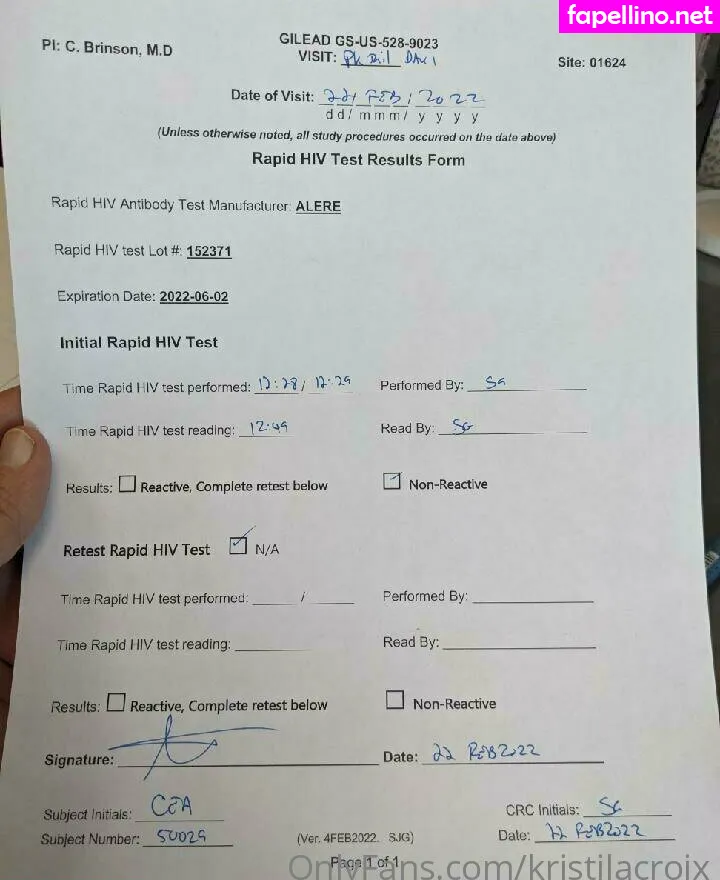 fapellino.net
PI: C. Brinson, M.D
GILEAD GS-US-528-9023
VISIT: DAY 1
Site: 01624
Date of Visit: 22/ FEB / 2022
dd/ mmm/ y y y y
(Unless otherwise noted, all study procedures occurred on the date above)
Rapid HIV Test Results Form
Rapid HIV Antibody Test Manufacturer: ALERE
Rapid HIV test Lot #: 152371
Expiration Date: 2022-06-02
Initial Rapid HIV Test
Time Rapid HIV test performed: 12:28 / 12:29 Performed By: SG
Time Rapid HIV test reading: 12:49 Read By: SG
Results: Reactive, Complete retest below Non-Reactive
Retest Rapid HIV Test N/A
Time Rapid HIV test performed: / Performed By:
Time Rapid HIV test reading: Read By:
Results: Reactive, Complete retest below Non-Reactive
Signature: Date: 22 FEB2022
Subject Initials: CEA CRC Initials: SG
Subject Number: 50029 (Ver. 4FEB2022. SJG) Date: 22 FEB2022
Page 1 of 1
OnlyFans.com/kristilacroix